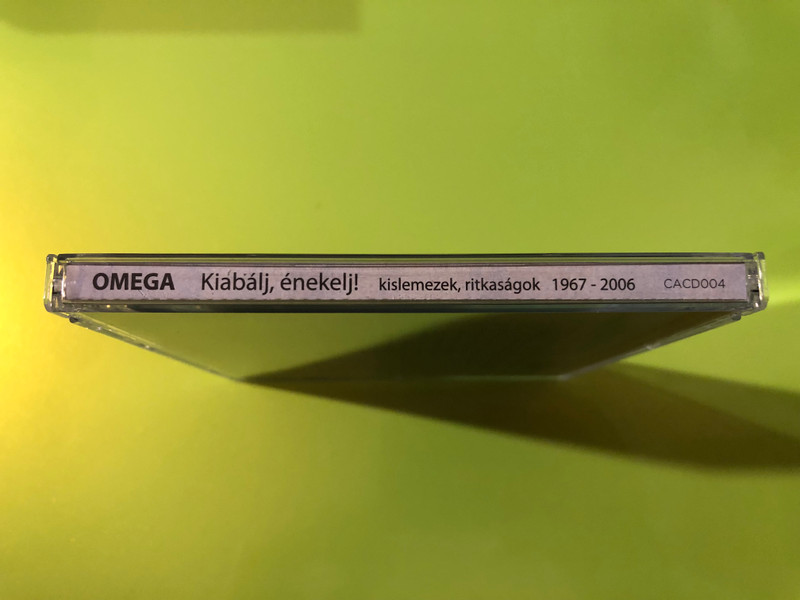 OMEGA Kiabálj, énekelj! kislemezek, ritkaságok 1967 - 2006 CACD004